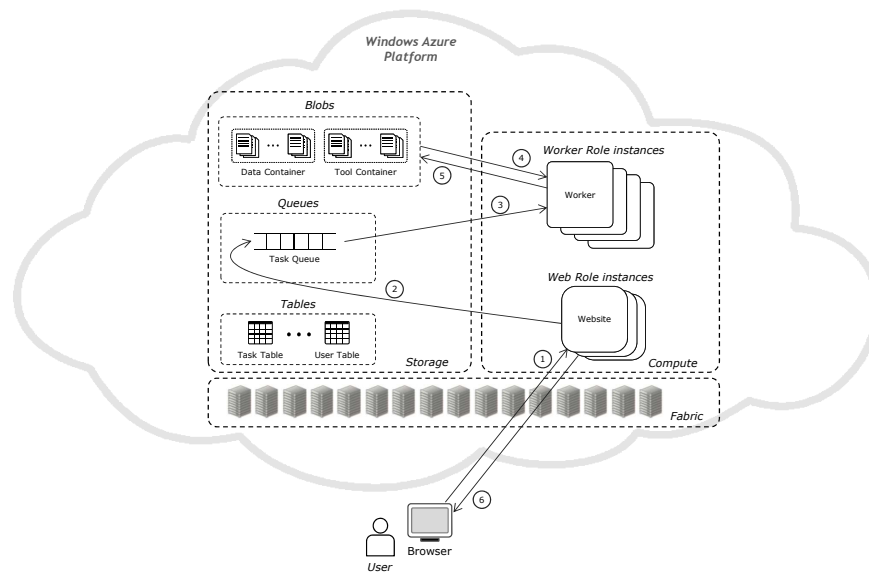 Windows Azure
Platform
Blobs
Data Container
Tool Container
Queues
Task Queue
Tables
Task Table
User Table
Storage
Worker Role instances
Worker
Web Role instances
Website
Compute
4
5
3
2
1
Fabric
6
Browser
User